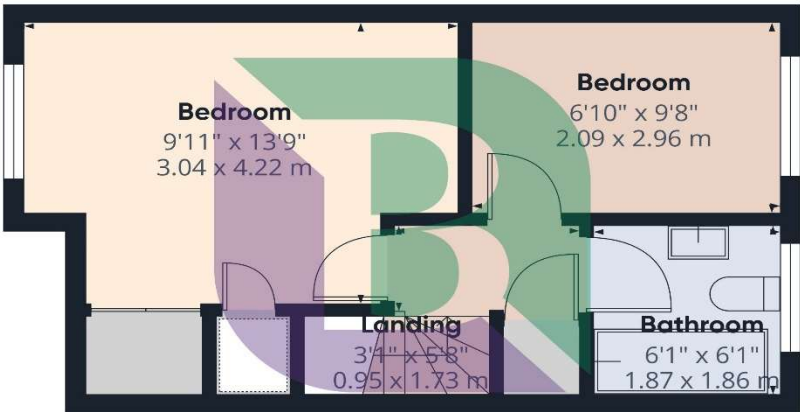 Bedroom
9'11" x 13'9"
3.04 x 4.22 m
Bedroom
6'10" x 9'8"
2.09 x 2.96 m
Landing
3'1" x 5'8"
0.95 x 1.73 m
Bathroom
6'1" x 6'1"
1.87 x 1.86 m
B